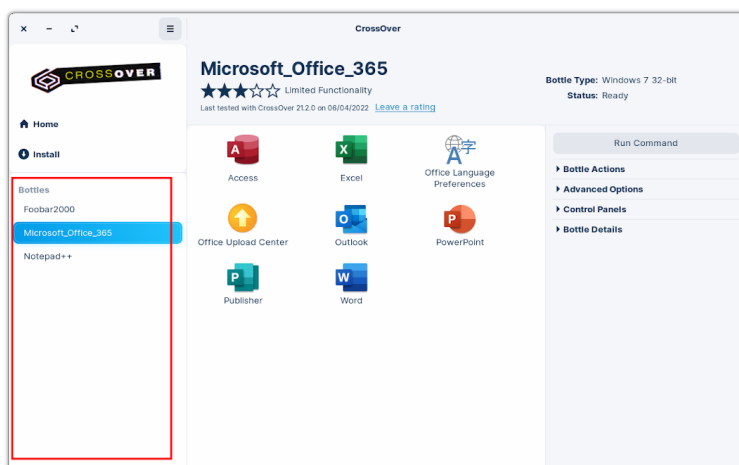 CrossOver
CROSSOVER
Home
Install
Bottles
Foobar2000
Microsoft_Office_365
Notepad++
Microsoft_Office_365
Limited Functionality
Last tested with CrossOver 21.2.0 on 06/04/2022 Leave a rating
Access
Excel
Office Language
Preferences
Office Upload Center
Outlook
PowerPoint
Publisher
Word
Bottle Type: Windows 7 32-bit
Status: Ready
Run Command
Bottle Actions
Advanced Options
Control Panels
Bottle Details